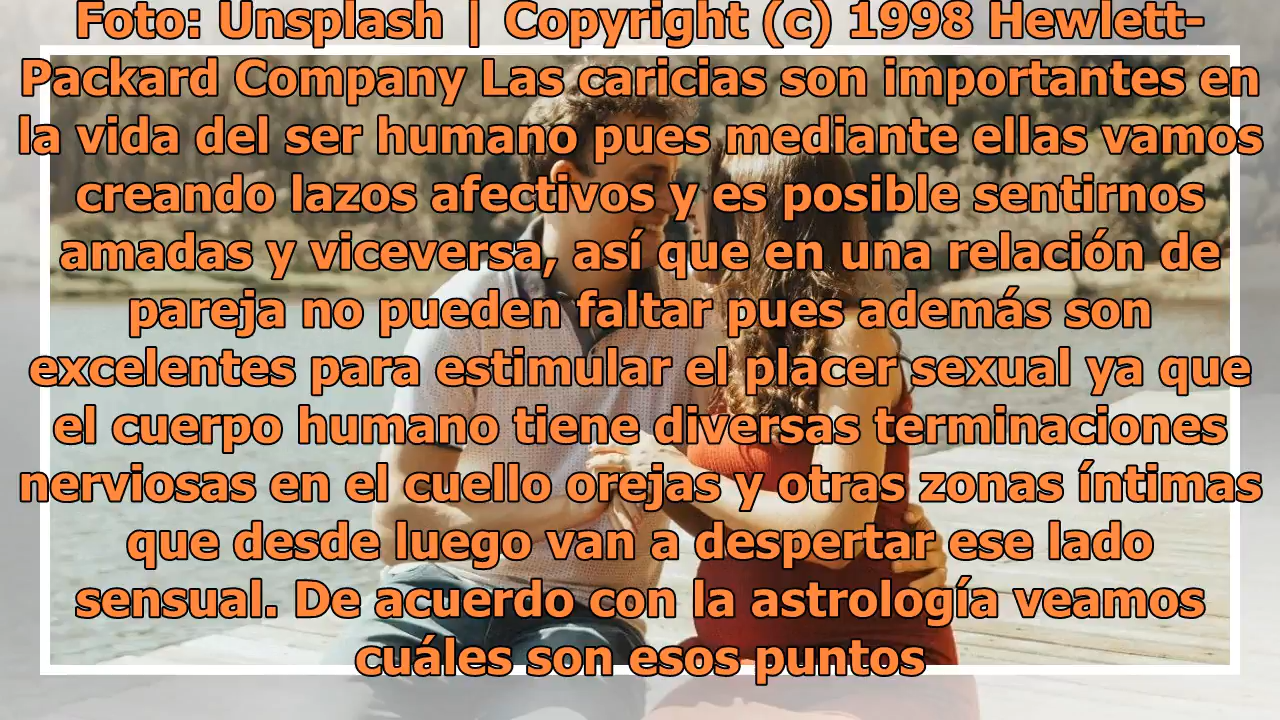 Foto: Unsplash | Copyright (c) 1998 Hewlett-
Packard Company Las caricias son importantes en
la vida del ser humano pues mediante ellas vamos
creando lazos afectivos y es posible sentirnos
amadas y viceversa, así que en una relación de
pareja no pueden faltar pues además son
excelentes para estimular el placer sexual ya que
el cuerpo humano tiene diversas terminaciones
nerviosas en el cuello orejas y otras zonas íntimas
que desde luego van a despertar ese lado
sensual. De acuerdo con la astrología veamos
cuáles son esos puntos